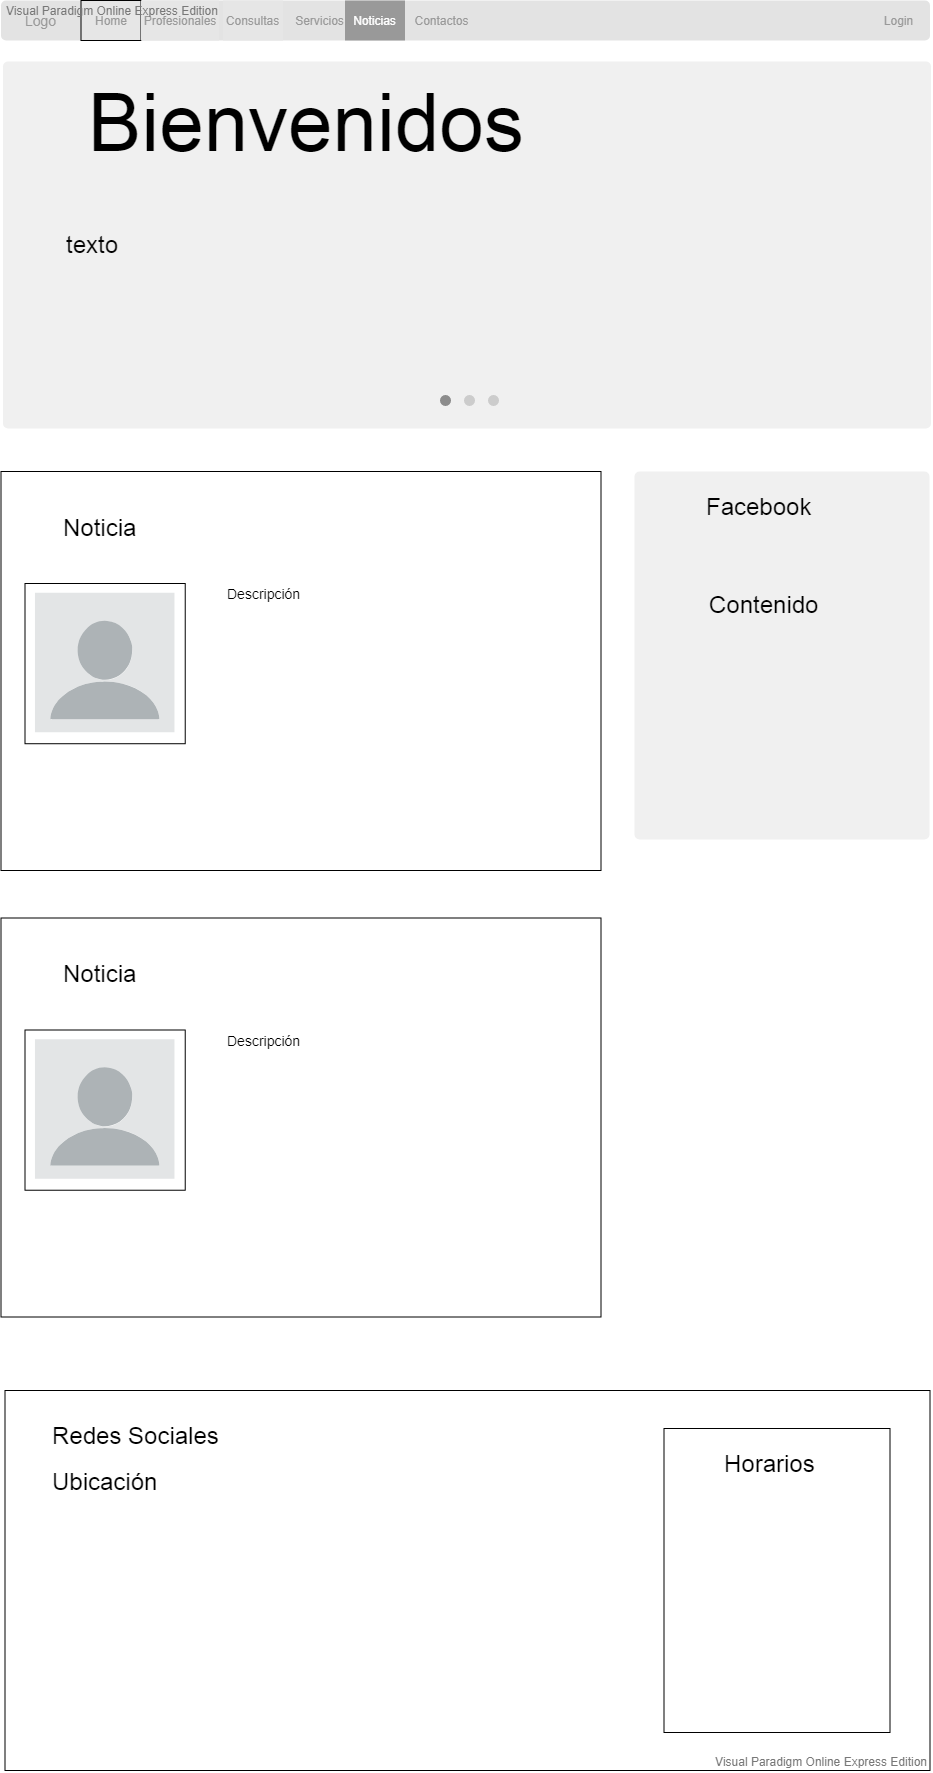 Visual Paradigm Online Express Edition
Logo Home Profesionales Consultas Servicios Noticias Contactos Login
Bienvenidos
texto
Noticia
Descripción
Facebook
Contenido
Noticia
Descripción
Redes Sociales
Ubicación
Horarios
Visual Paradigm Online Express Edition